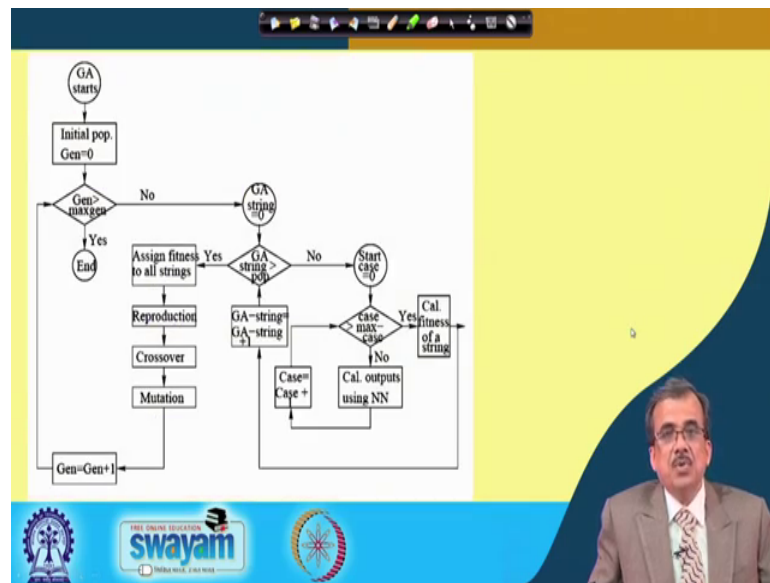 GA
starts
Initial pop.
Gen=0
Gen>
maxgen
No
Yes
End
GA
string
=0
GA
string >
pop
Yes
No
Assign fitness
to all strings
Reproduction
Crossover
Mutation
Gen=Gen+1
GA-string=
GA-string
+1
Start
case
=0
case
> max-
case
Yes
No
Cal.
fitness
of a
string
Cal. outputs
using NN
Case=
Case +
FREE ONLINE EDUCATION
swayam